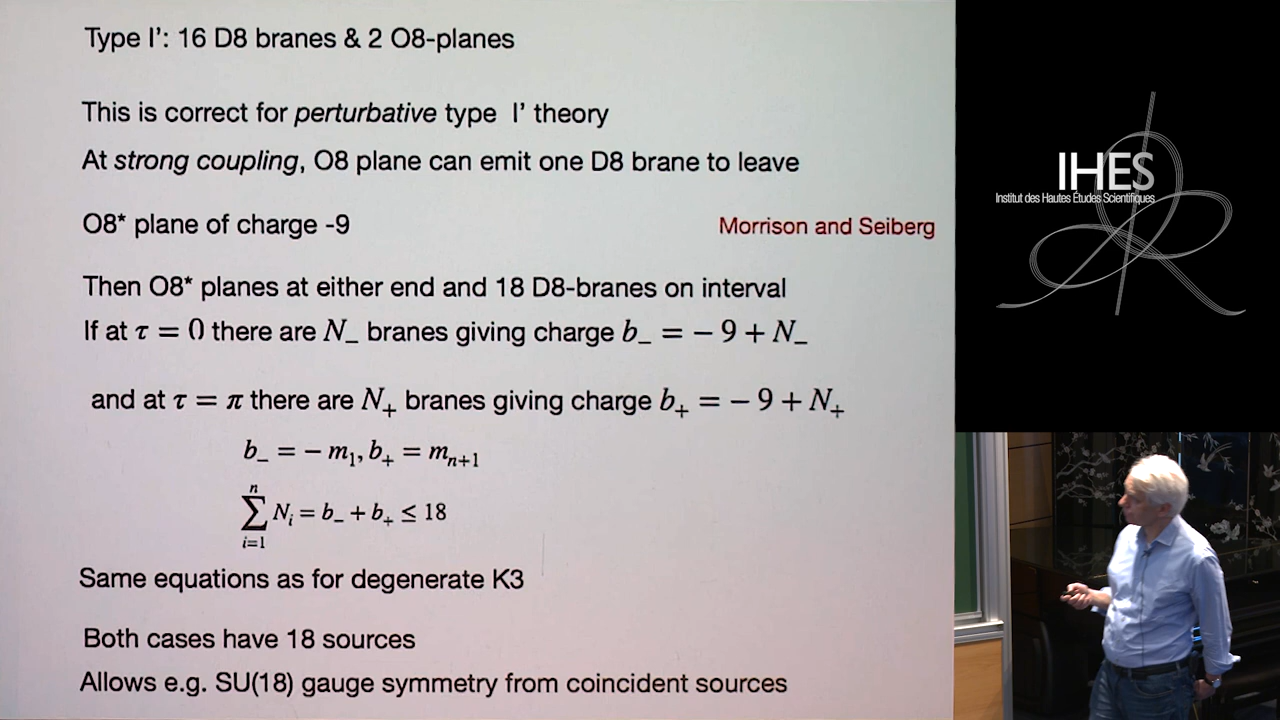 Type I’: 16 D8 branes & 2 O8-planes
This is correct for perturbative type I’ theory
At strong coupling, O8 plane can emit one D8 brane to leave
O8* plane of charge -9
Morrison and Seiberg
Then O8* planes at either end and 18 D8-branes on interval
If at τ = 0 there are N₋ branes giving charge b₋ = − 9 + N₋
and at τ = π there are N₊ branes giving charge b₊ = − 9 + N₊
b₋ = − m₁, b₊ = mₙ₊₁
n
∑ Nᵢ = b₋ + b₊ ≤ 18
i=1
Same equations as for degenerate K3
Both cases have 18 sources
Allows e.g. SU(18) gauge symmetry from coincident sources
IHES
Institut des Hautes Études Scientifiques